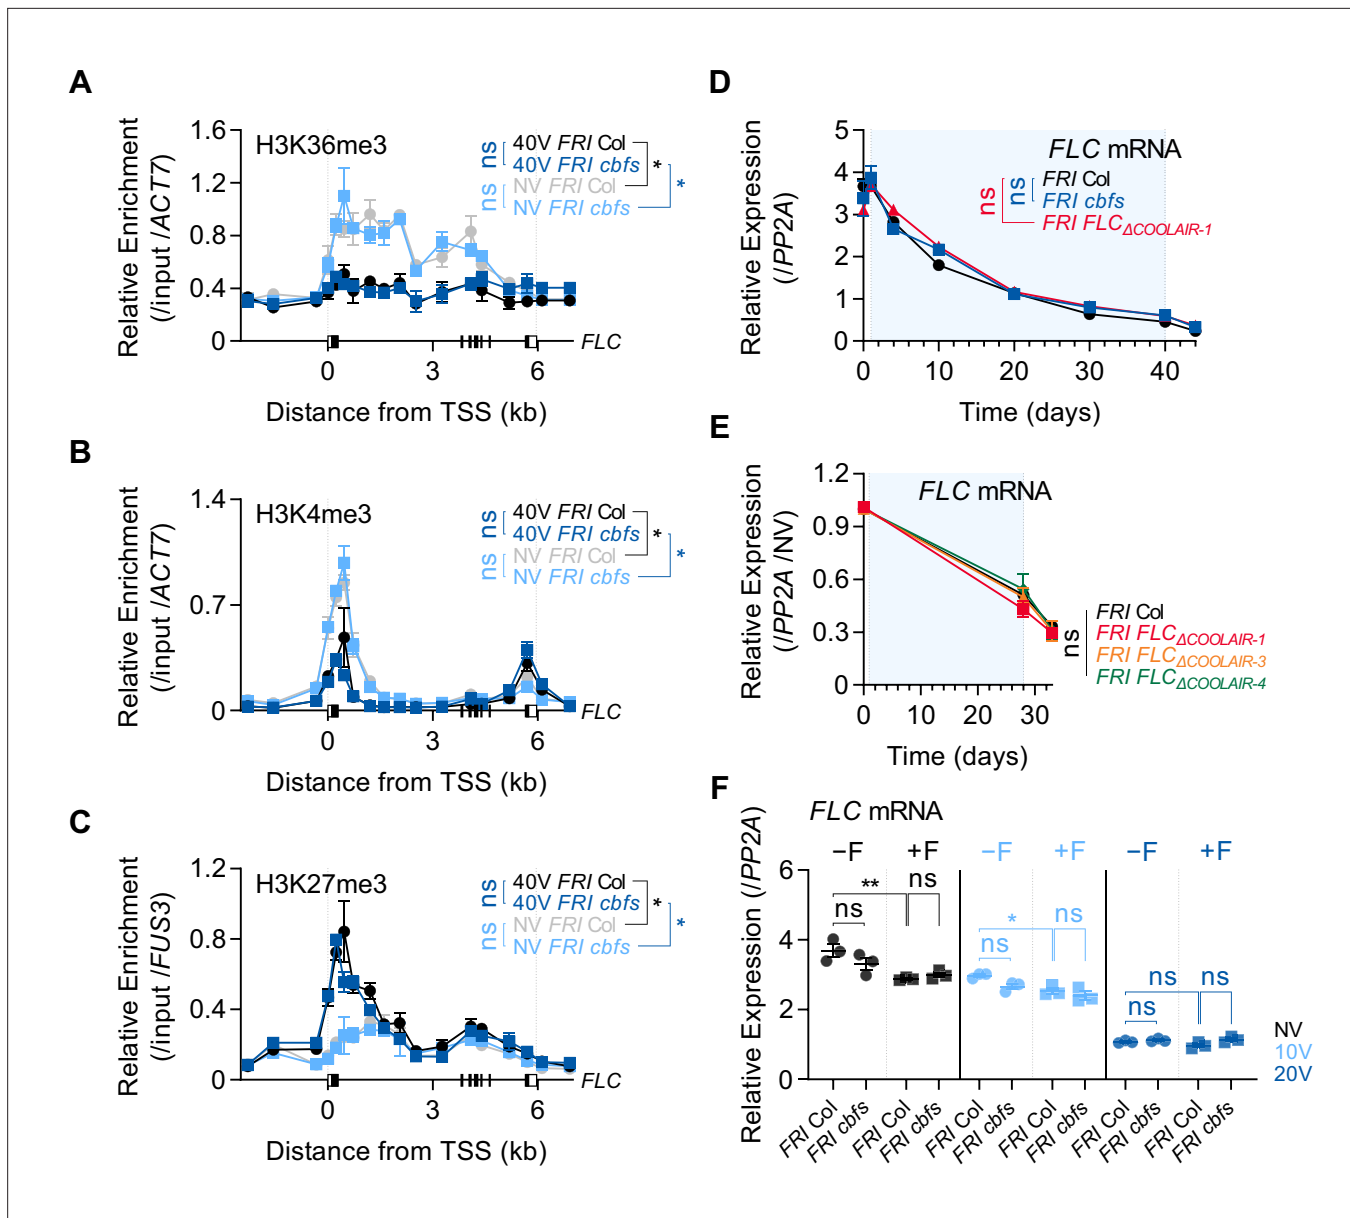 A
H3K36me3
Relative Enrichment
(/input /ACT7)
1.6
1.2
0.8
0.4
0
ns
ns
40V FRI Col
40V FRI cbfs
NV FRI Col
NV FRI cbfs
*
*
FLC
0
3
6
Distance from TSS (kb)
B
H3K4me3
Relative Enrichment
(/input /ACT7)
1.4
0.7
0
ns
ns
40V FRI Col
40V FRI cbfs
NV FRI Col
NV FRI cbfs
*
*
FLC
0
3
6
Distance from TSS (kb)
C
H3K27me3
Relative Enrichment
(/input /FUS3)
1.2
0.8
0.4
0
ns
ns
40V FRI Col
40V FRI cbfs
NV FRI Col
NV FRI cbfs
*
*
FLC
0
3
6
Distance from TSS (kb)
D
FLC mRNA
Relative Expression
(/PP2A)
5
4
3
2
1
0
ns
ns
FRI Col
FRI cbfs
FRI FLCΔCOOLAIR-1
0
10
20
30
40
Time (days)
E
FLC mRNA
Relative Expression
(/PP2A /NV)
1.2
0.9
0.6
0.3
0
ns
FRI Col
FRI FLCΔCOOLAIR-1
FRI FLCΔCOOLAIR-3
FRI FLCΔCOOLAIR-4
0
10
20
30
Time (days)
F
FLC mRNA
−F
+F
−F
+F
−F
+F
Relative Expression (/PP2A)
6
4
2
0
**
ns
ns
*
ns
ns
ns
ns
ns
NV
10V
20V
FRI Col
FRI cbfs
FRI Col
FRI cbfs
FRI Col
FRI cbfs
FRI Col
FRI cbfs
FRI Col
FRI cbfs
FRI Col
FRI cbfs